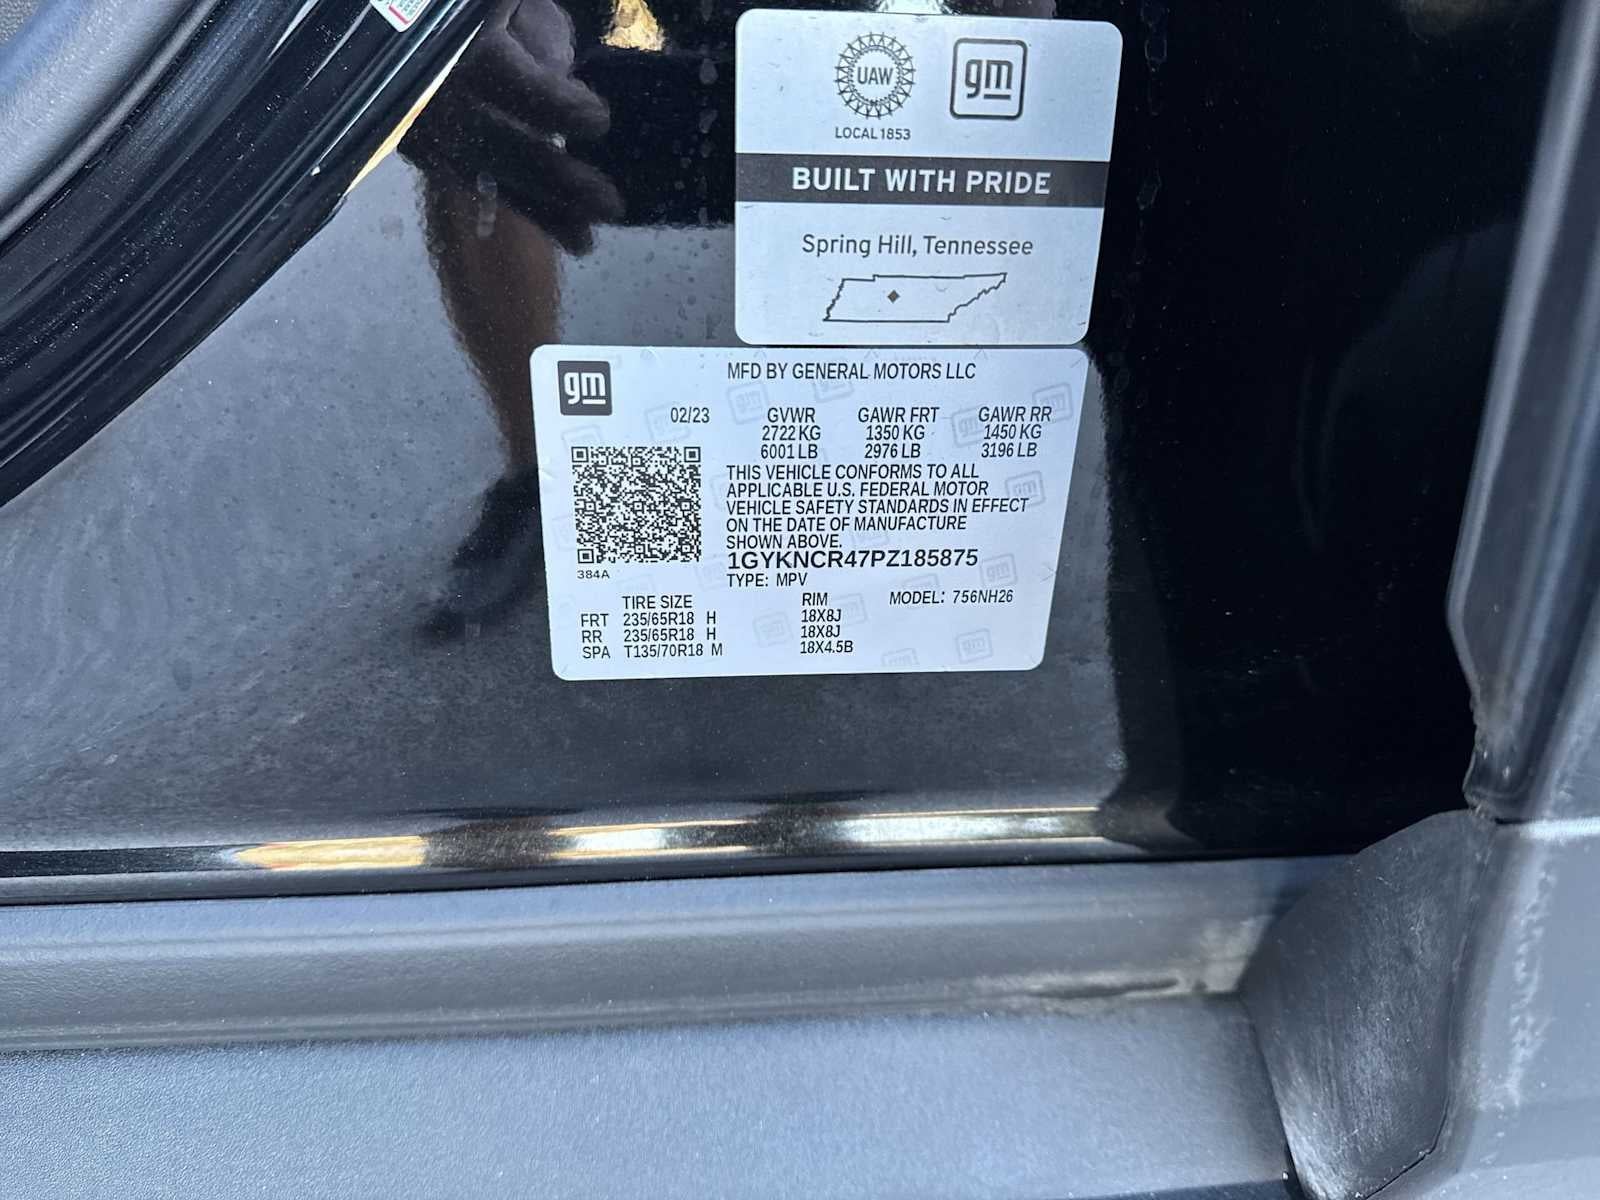 UAW
gm
LOCAL 1853
BUILT WITH PRIDE
Spring Hill, Tennessee
gm
MFD BY GENERAL MOTORS LLC
02/23 GVWR GAWR FRT GAWR RR
2722 KG 1350 KG 1450 KG
6001 LB 2976 LB 3196 LB
THIS VEHICLE CONFORMS TO ALL
APPLICABLE U.S. FEDERAL MOTOR
VEHICLE SAFETY STANDARDS IN EFFECT
ON THE DATE OF MANUFACTURE
SHOWN ABOVE.
1GYKNCR47PZ185875
384A
TYPE: MPV
TIRE SIZE RIM MODEL: 756NH26
FRT 235/65R18 H 18X8J
RR 235/65R18 H 18X8J
SPA T135/70R18 M 18X4.5B